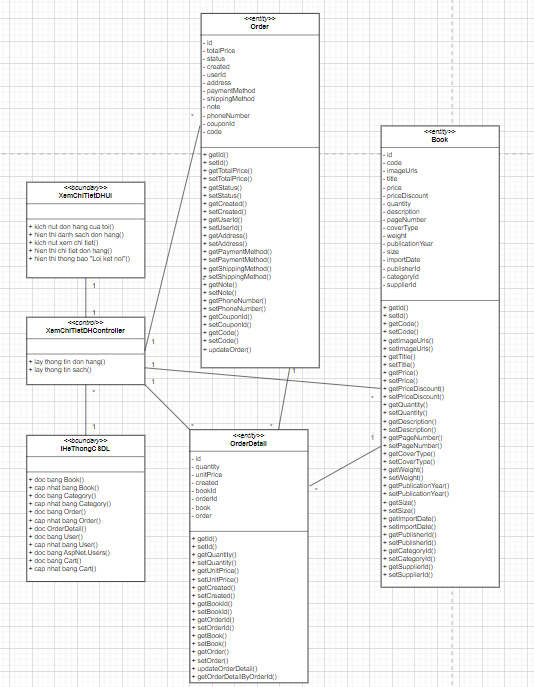 <<entity>>
Order
- id
- totalPrice
- status
- created
- userId
- address
- paymentMethod
- shippingMethod
- note
- phoneNumber
- couponId
- code
+ getId()
+ setId()
+ getTotalPrice()
+ setTotalPrice()
+ getStatus()
+ setStatus()
+ getCreated()
+ setCreated()
+ getUserId()
+ setUserId()
+ getAddress()
+ setAddress()
+ getPaymentMethod()
+ setPaymentMethod()
+ getShippingMethod()
+ setShippingMethod()
+ getNote()
+ setNote()
+ getPhoneNumber()
+ setPhoneNumber()
+ getCouponId()
+ setCouponId()
+ getCode()
+ setCode()
+ updateOrder()
<<entity>>
Book
- id
- code
- imageUrls
- title
- price
- priceDiscount
- quantity
- description
- pageNumber
- coverType
- weight
- publicationYear
- size
- importDate
- publisherId
- categoryId
- supplierId
+ getId()
+ setId()
+ getCode()
+ setCode()
+ getImageUrls()
+ setImageUrls()
+ getTitle()
+ setTitle()
+ getPrice()
+ setPrice()
+ getPriceDiscount()
+ setPriceDiscount()
+ getQuantity()
+ setQuantity()
+ getDescription()
+ setDescription()
+ getPageNumber()
+ setPageNumber()
+ getCoverType()
+ setCoverType()
+ getWeight()
+ setWeight()
+ getPublicationYear()
+ setPublicationYear()
+ getSize()
+ setSize()
+ getImportDate()
+ setImportDate()
+ getPublisherId()
+ setPublisherId()
+ getCategoryId()
+ setCategoryId()
+ getSupplierId()
+ setSupplierId()
<<boundary>>
XemChiTietDHUI
+ kich nut don hang cua toi()
+ hien thi danh sach don hang()
+ kich nut xem chi tiet()
+ hien thi chi tiet don hang()
+ hien thi thong bao "Loi ket noi"()
1
1
<<control>>
XemChiTietDHController
+ lay thong tin don hang()
+ lay thong tin sach()
*
1
1
1
*
1
*
1
*
*
1
<<boundary>>
IHeThongCSDL
+ doc bang Book()
+ cap nhat bang Book()
+ doc bang Category()
+ cap nhat bang Category()
+ doc bang Order()
+ cap nhat bang Order()
+ doc OrderDetail()
+ doc bang User()
+ cap nhat bang User()
+ doc bang AspNet.Users()
+ doc bang Cart()
+ cap nhat bang Cart()
<<entity>>
OrderDetail
- id
- quantity
- unitPrice
- created
- bookId
- orderId
- book
- order
+ getId()
+ setId()
+ getQuantity()
+ setQuantity()
+ getUnitPrice()
+ setUnitPrice()
+ getCreated()
+ setCreated()
+ getBookId()
+ setBookId()
+ getOrderId()
+ setOrderId()
+ getBook()
+ setBook()
+ getOrder()
+ setOrder()
+ updateOrderDetail()
+ getOrderDetailByOrderId()